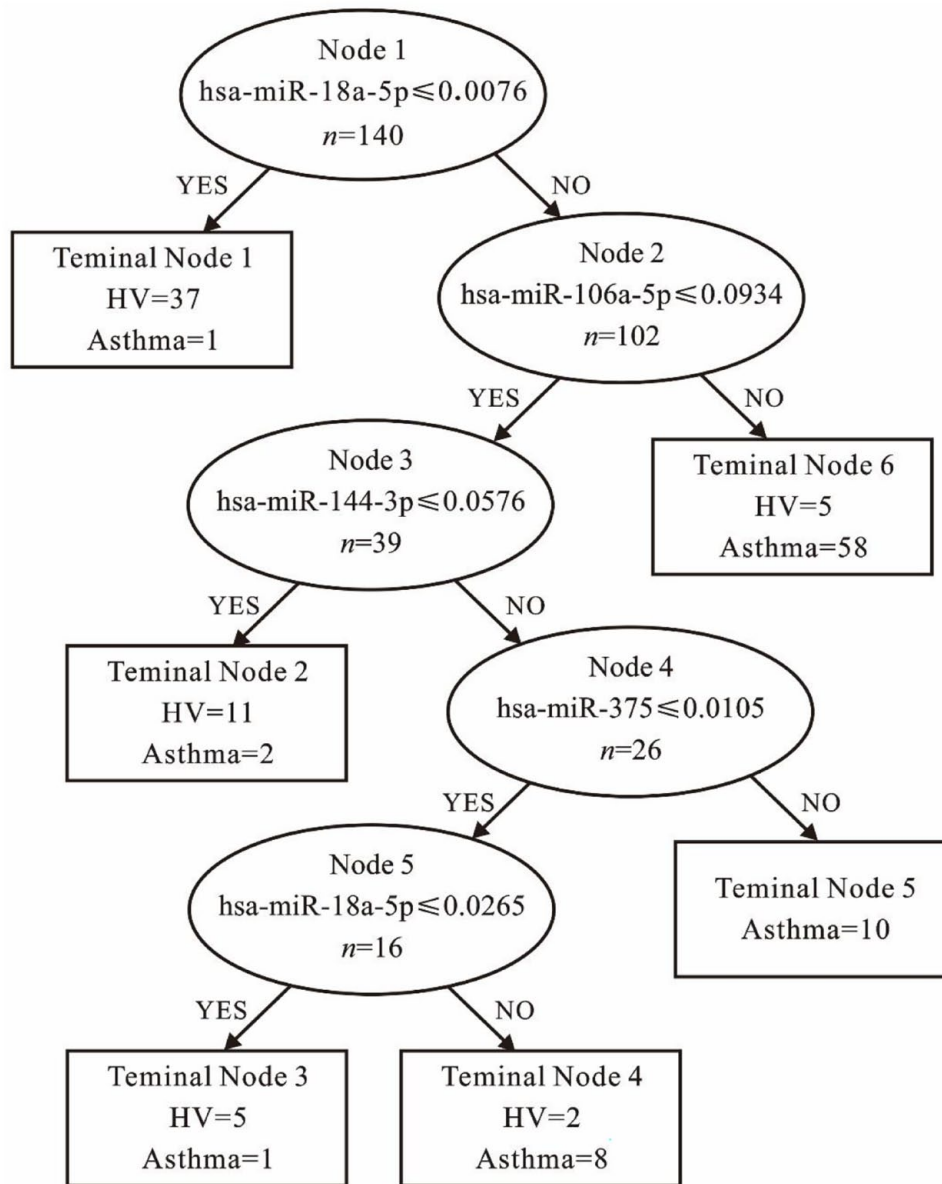 Node 1
hsa-miR-18a-5p≤0.0076
n=140
YES
NO
Teminal Node 1
HV=37
Asthma=1
Node 2
hsa-miR-106a-5p≤0.0934
n=102
YES
NO
Node 3
hsa-miR-144-3p≤0.0576
n=39
Teminal Node 6
HV=5
Asthma=58
YES
NO
Teminal Node 2
HV=11
Asthma=2
Node 4
hsa-miR-375≤0.0105
n=26
YES
NO
Node 5
hsa-miR-18a-5p≤0.0265
n=16
Teminal Node 5
Asthma=10
YES
NO
Teminal Node 3
HV=5
Asthma=1
Teminal Node 4
HV=2
Asthma=8